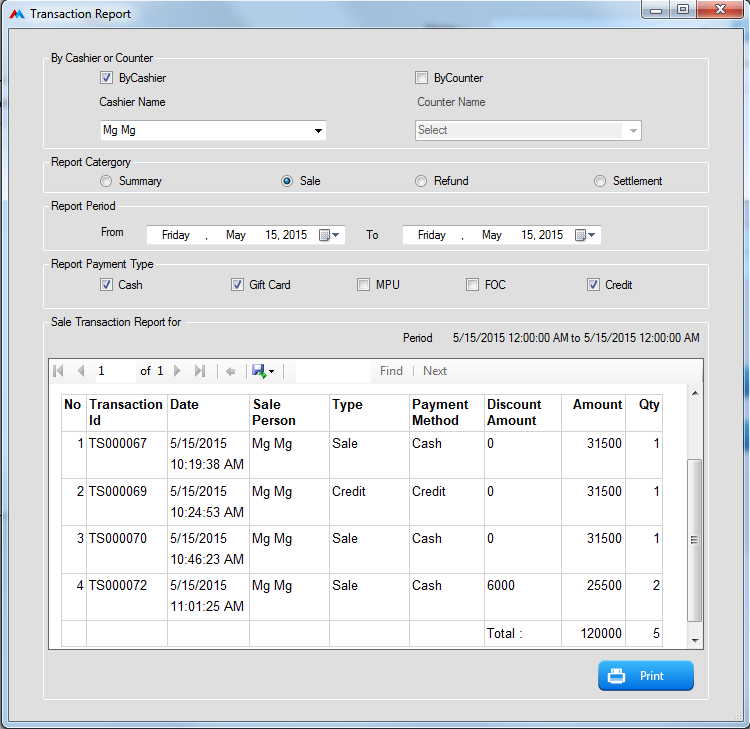 Transaction Report
By Cashier or Counter
ByCashier ByCounter
Cashier Name Counter Name
Mg Mg Select
Report Catergory
Summary Sale Refund Settlement
Report Period
From Friday , May 15, 2015 To Friday , May 15, 2015
Report Payment Type
Cash Gift Card MPU FOC Credit
Sale Transaction Report for
Period 5/15/2015 12:00:00 AM to 5/15/2015 12:00:00 AM
1 of 1 Find | Next
No Transaction Id Date Sale Person Type Payment Method Discount Amount Amount Qty
1 TS000067 5/15/2015 10:19:38 AM Mg Mg Sale Cash 0 31500 1
2 TS000069 5/15/2015 10:24:53 AM Mg Mg Credit Credit 0 31500 1
3 TS000070 5/15/2015 10:46:23 AM Mg Mg Sale Cash 0 31500 1
4 TS000072 5/15/2015 11:01:25 AM Mg Mg Sale Cash 6000 25500 2
Total : 120000 5
Print